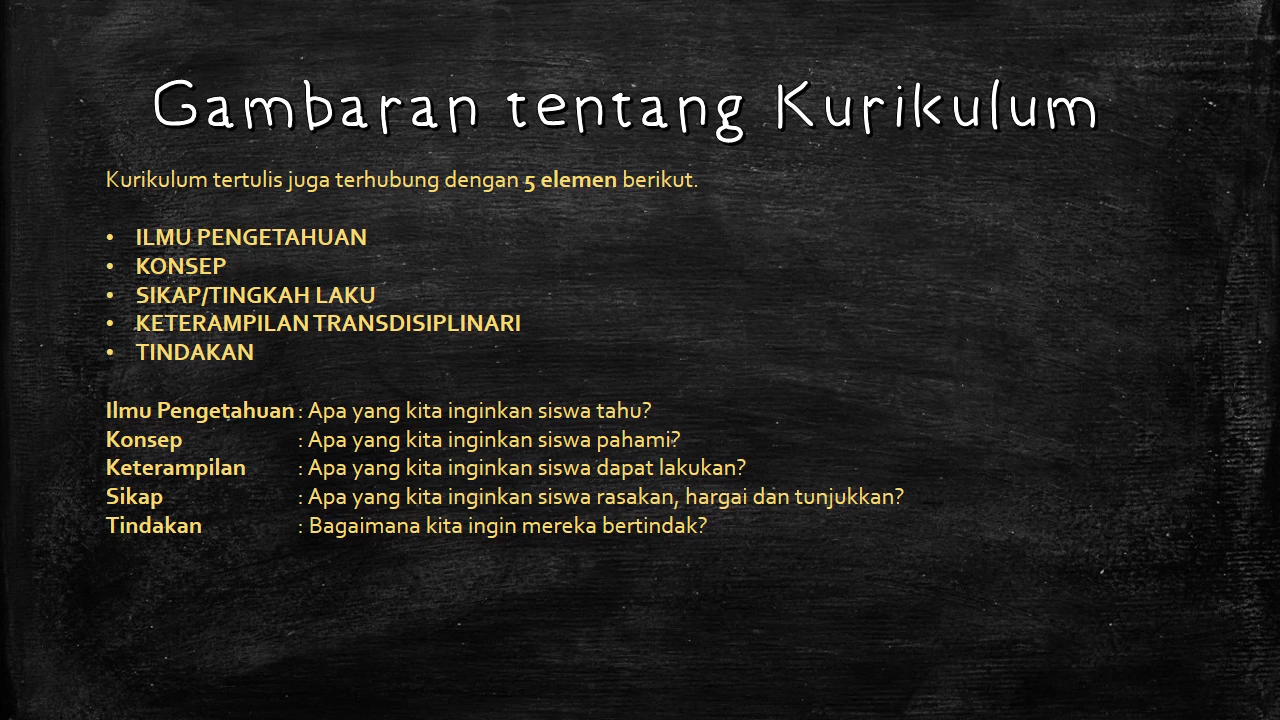 Gambaran tentang Kurikulum
Kurikulum tertulis juga terhubung dengan 5 elemen berikut.
• ILMU PENGETAHUAN
• KONSEP
• SIKAP/TINGKAH LAKU
• KETERAMPILAN TRANSDISIPLINARI
• TINDAKAN
Ilmu Pengetahuan : Apa yang kita inginkan siswa tahu?
Konsep : Apa yang kita inginkan siswa pahami?
Keterampilan : Apa yang kita inginkan siswa dapat lakukan?
Sikap : Apa yang kita inginkan siswa rasakan, hargai dan tunjukkan?
Tindakan : Bagaimana kita ingin mereka bertindak?